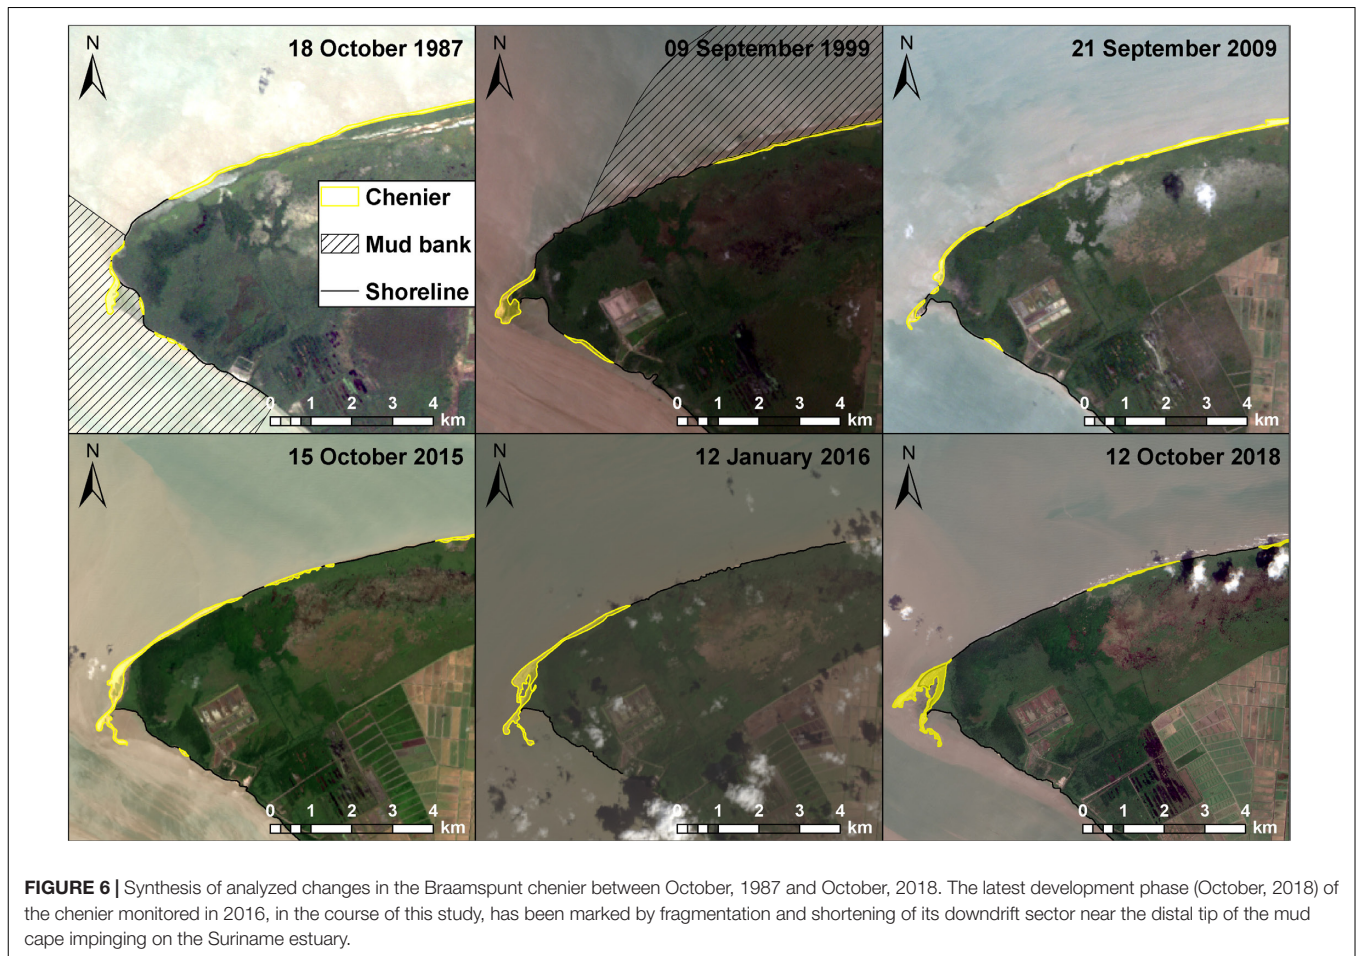 N
18 October 1987
Chenier
Mud bank
Shoreline
0 1 2 3 4
km
N
09 September 1999
0 1 2 3 4
km
N
21 September 2009
0 1 2 3 4
km
N
15 October 2015
0 1 2 3 4
km
N
12 January 2016
0 1 2 3 4
km
N
12 October 2018
0 1 2 3 4
km
FIGURE 6 | Synthesis of analyzed changes in the Braamspunt chenier between October, 1987 and October, 2018. The latest development phase (October, 2018) of
the chenier monitored in 2016, in the course of this study, has been marked by fragmentation and shortening of its downdrift sector near the distal tip of the mud
cape impinging on the Suriname estuary.